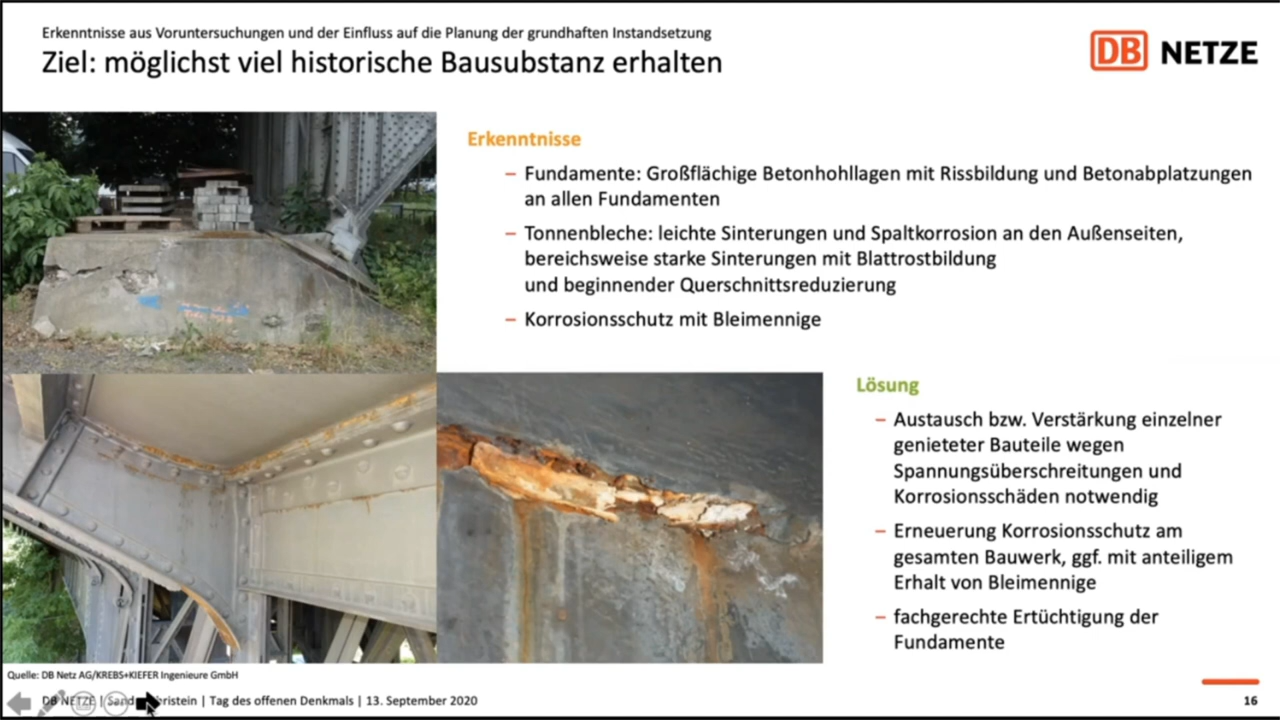 Erkenntnisse aus Voruntersuchungen und der Einfluss auf die Planung der grundhaften Instandsetzung
Ziel: möglichst viel historische Bausubstanz erhalten
DB NETZE
Erkenntnisse
– Fundamente: Großflächige Betonhohllagen mit Rissbildung und Betonabplatzungen
an allen Fundamenten
– Tonnenbleche: leichte Sinterungen und Spaltkorrosion an den Außenseiten,
bereichsweise starke Sinterungen mit Blattrostbildung
und beginnender Querschnittsreduzierung
– Korrosionsschutz mit Bleimennige
Lösung
– Austausch bzw. Verstärkung einzelner
genieteter Bauteile wegen
Spannungsüberschreitungen und
Korrosionsschäden notwendig
– Erneuerung Korrosionsschutz am
gesamten Bauwerk, ggf. mit anteiligem
Erhalt von Bleimennige
– fachgerechte Ertüchtigung der
Fundamente
Quelle: DB Netz AG/KREBS+KIEFER Ingenieure GmbH
DB NETZE | | Tag des offenen Denkmals | 13. September 2020
16